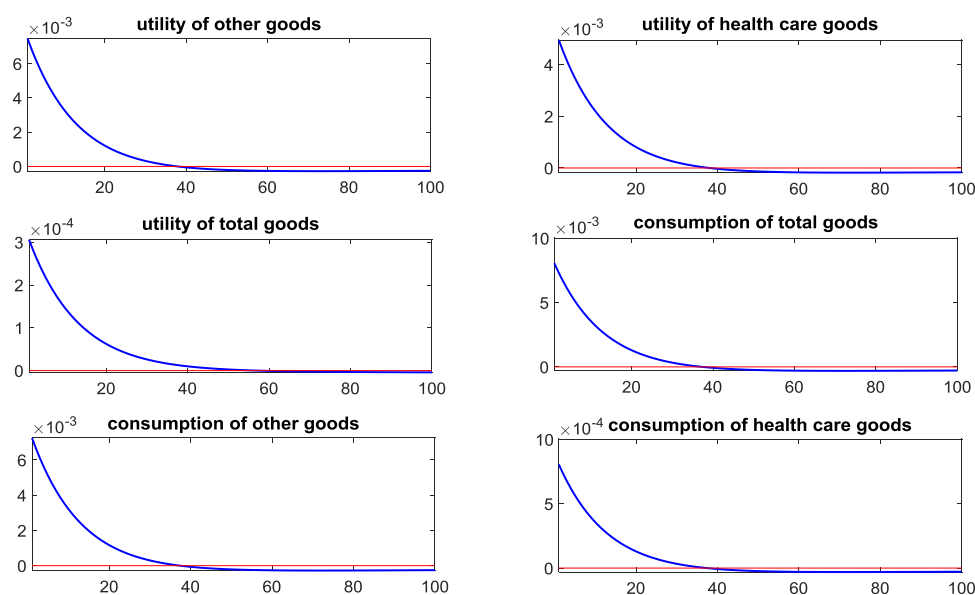 utility of other goods
×10⁻³
6
4
2
0
20 40 60 80 100
utility of health care goods
×10⁻³
4
2
0
20 40 60 80 100
utility of total goods
×10⁻⁴
3
2
1
0
20 40 60 80 100
consumption of total goods
×10⁻³
10
5
0
20 40 60 80 100
consumption of other goods
×10⁻³
6
4
2
0
20 40 60 80 100
consumption of health care goods
×10⁻⁴
10
5
0
20 40 60 80 100